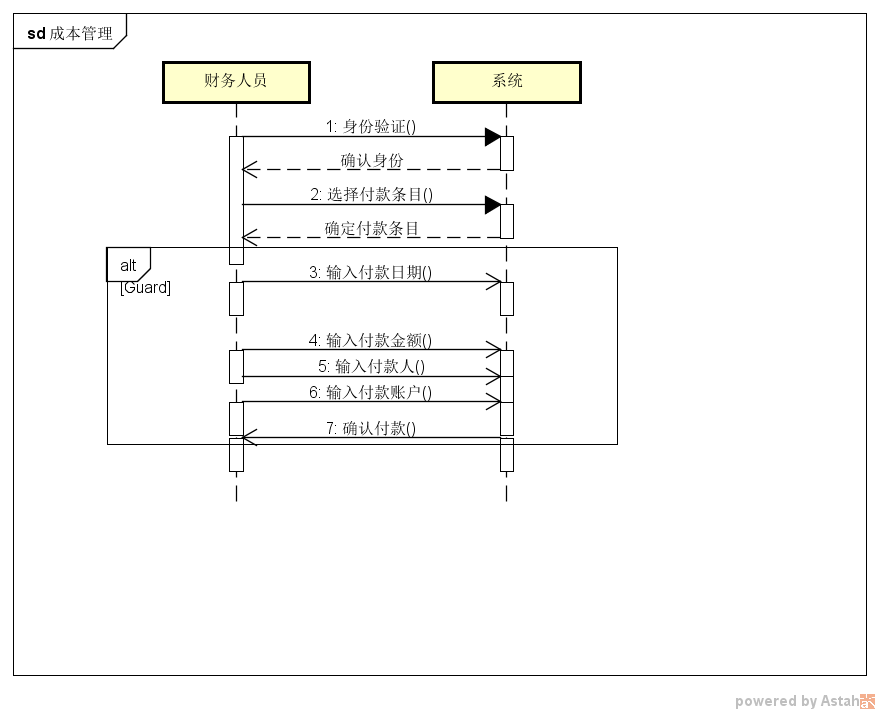 sd 成本管理
财务人员
系统
1: 身份验证()
确认身份
2: 选择付款条目()
确定付款条目
alt
[Guard]
3: 输入付款日期()
4: 输入付款金额()
5: 输入付款人()
6: 输入付款账户()
7: 确认付款()
powered by Astah